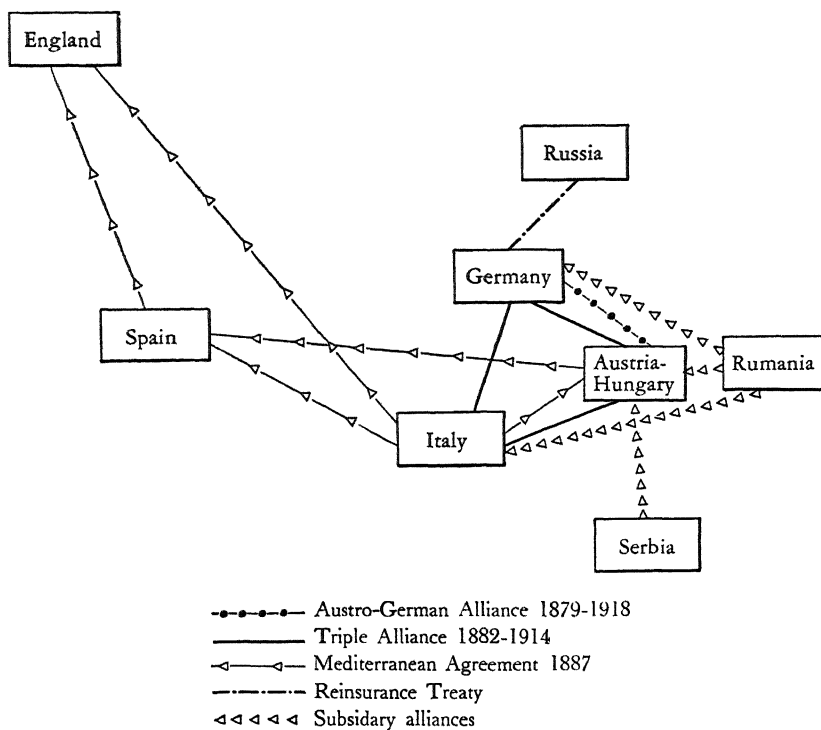 England
Russia
Germany
Spain
Austria-
Hungary
Rumania
Italy
Serbia
Austro-German Alliance 1879-1918
Triple Alliance 1882-1914
Mediterranean Agreement 1887
Reinsurance Treaty
Subsidary alliances